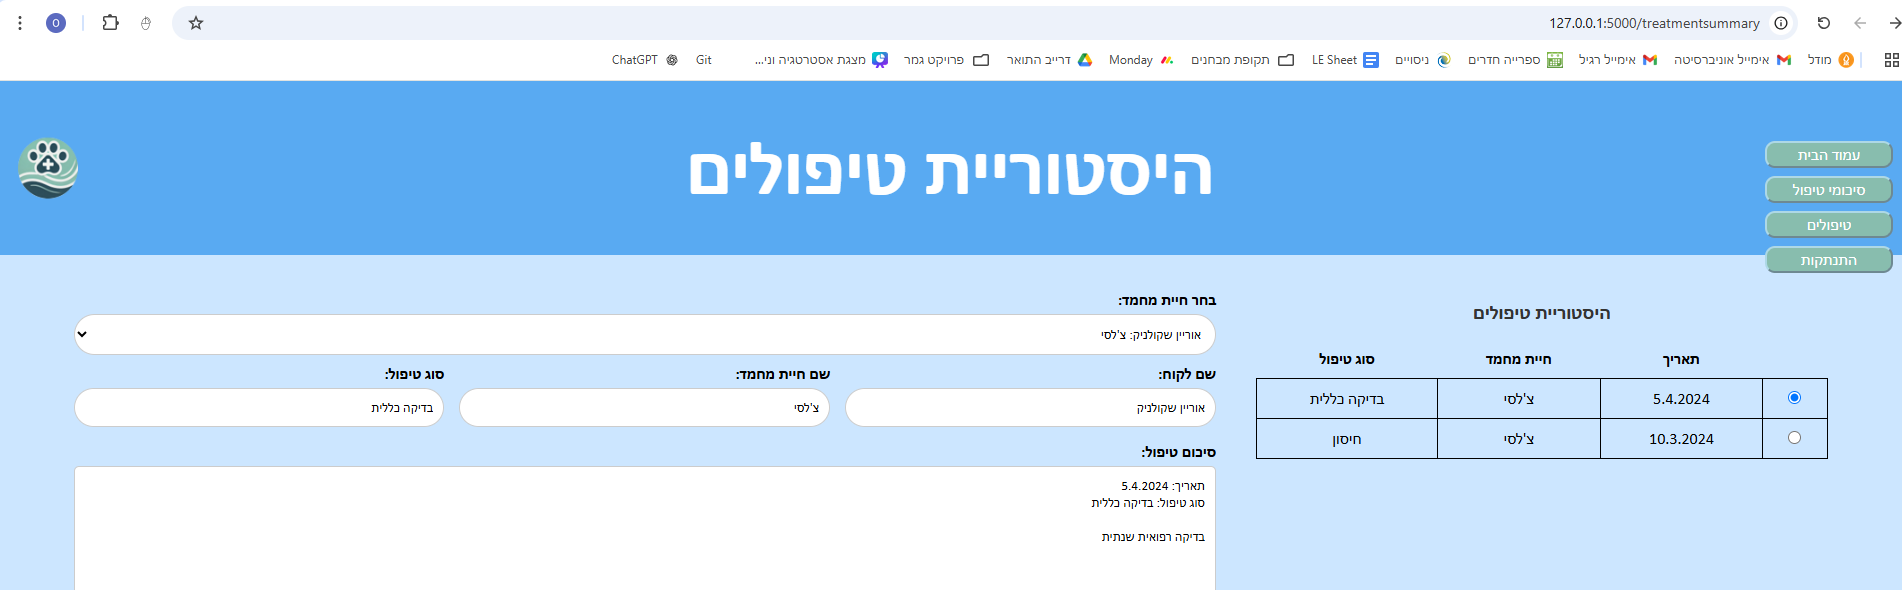 O
127.0.0.1:5000/treatmentsummary
מודל
אימייל אוניברסיטה
אימייל רגיל
ספרייה חדרים
ניסויים
LE Sheet
תקופת מבחנים
Monday
דרייב התואר
פרויקט גמר
מצגת אסטרטגיה וני...
Git
ChatGPT
היסטוריית טיפולים
עמוד הבית
סיכומי טיפול
טיפולים
התנתקות
היסטוריית טיפולים
תאריך חיית מחמד סוג טיפול
5.4.2024 צ'לסי בדיקה כללית
10.3.2024 צ'לסי חיסון
בחר חיית מחמד:
אוריין שקולניק: צ'לסי
שם לקוח: שם חיית מחמד: סוג טיפול:
אוריין שקולניק צ'לסי בדיקה כללית
סיכום טיפול:
תאריך: 5.4.2024
סוג טיפול: בדיקה כללית
בדיקה רפואית שנתית